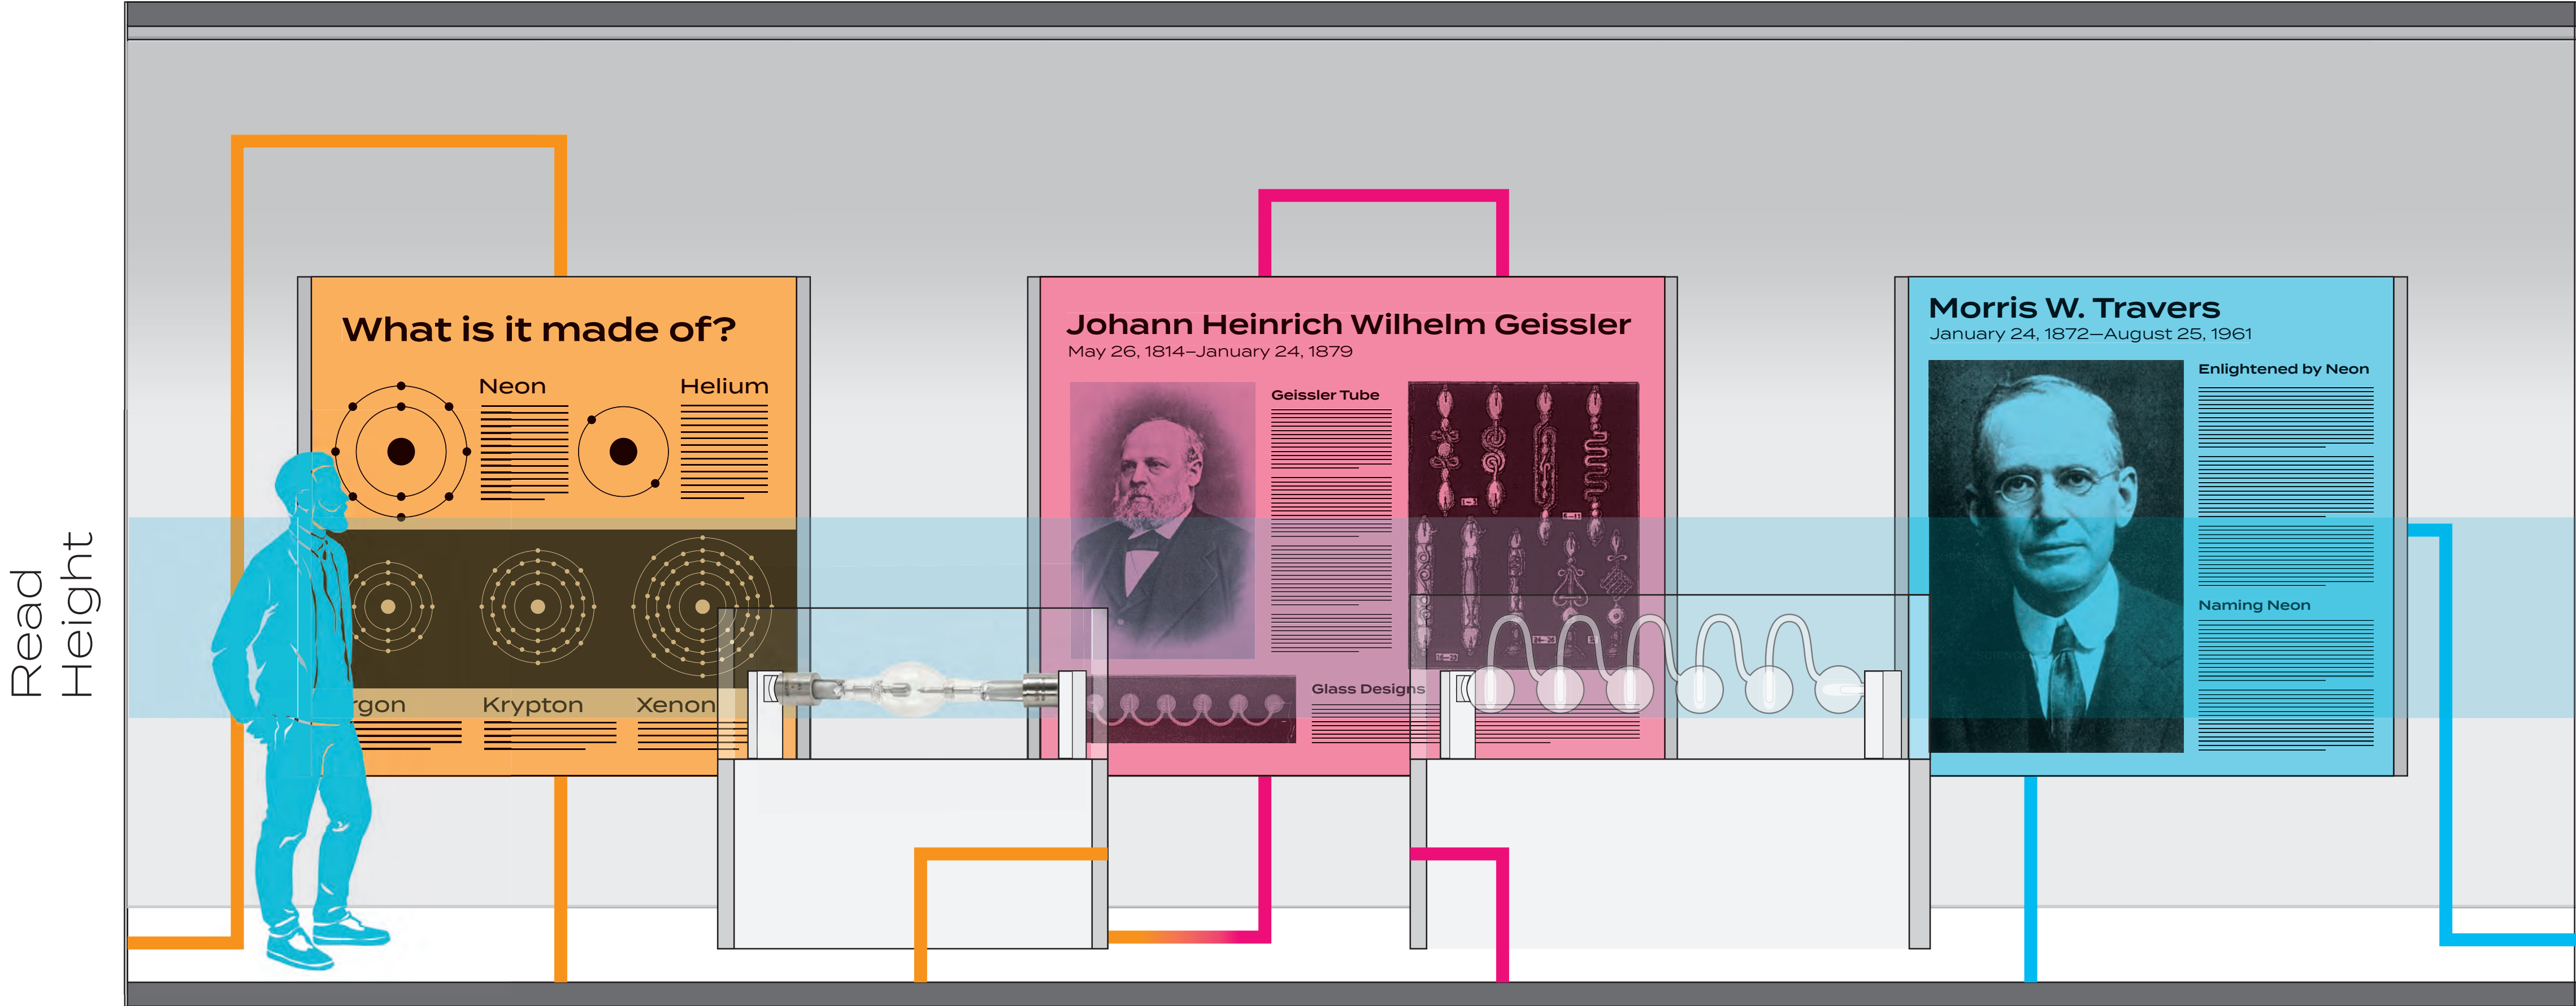 Read
Height
What is it made of?
Neon
Helium
rgon
Krypton
Xenon
Johann Heinrich Wilhelm Geissler
May 26, 1814–January 24, 1879
Geissler Tube
Glass Designs
Morris W. Travers
January 24, 1872–August 25, 1961
Enlightened by Neon
Naming Neon